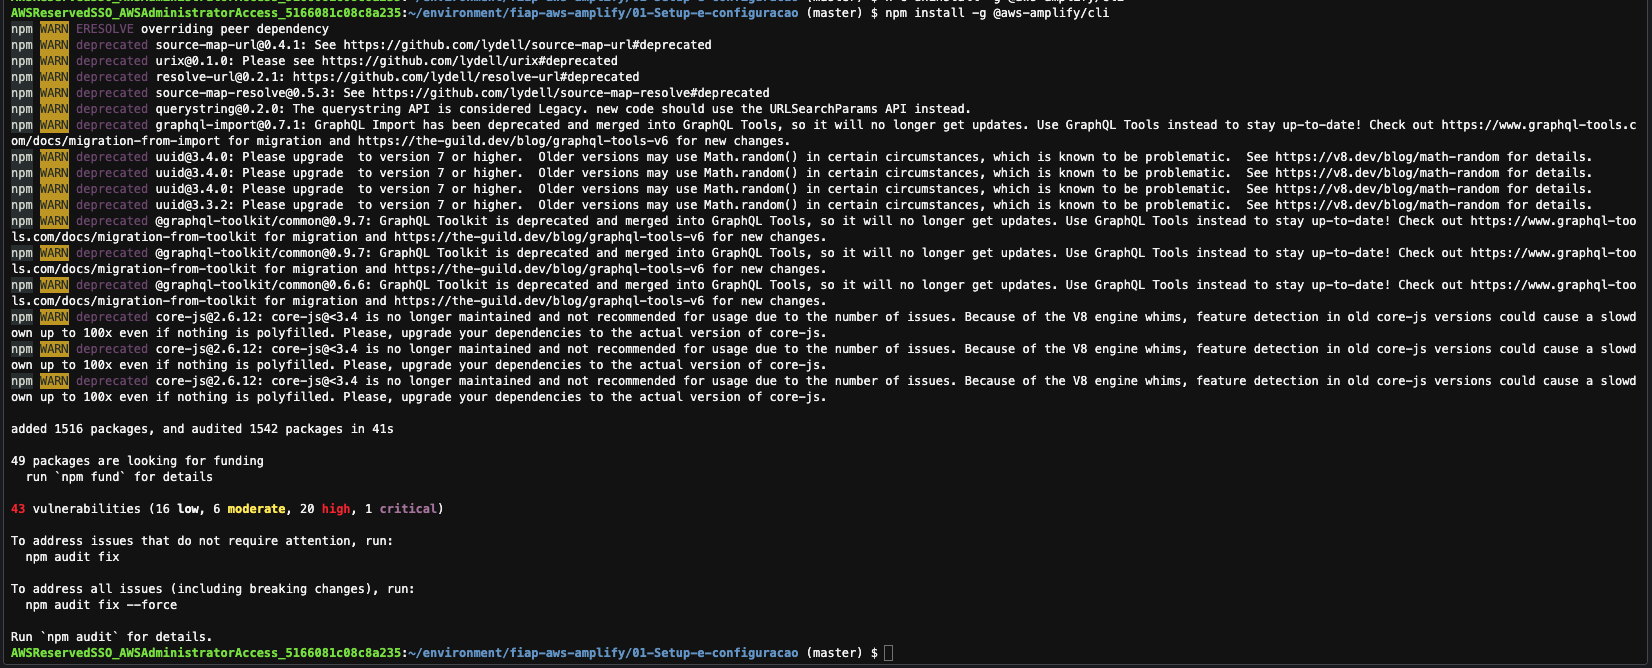 AWSReservedSSO_AWSAdministratorAccess_5166081c08c8a235:~/environment/fiap-aws-amplify/01-Setup-e-configuracao (master) $ npm install -g @aws-amplify/cli
npm WARN ERESOLVE overriding peer dependency
npm WARN deprecated source-map-url@0.4.1: See https://github.com/lydell/source-map-url#deprecated
npm WARN deprecated urix@0.1.0: Please see https://github.com/lydell/urix#deprecated
npm WARN deprecated resolve-url@0.2.1: https://github.com/lydell/resolve-url#deprecated
npm WARN deprecated source-map-resolve@0.5.3: See https://github.com/lydell/source-map-resolve#deprecated
npm WARN deprecated querystring@0.2.0: The querystring API is considered Legacy. new code should use the URLSearchParams API instead.
npm WARN deprecated graphql-import@0.7.1: GraphQL Import has been deprecated and merged into GraphQL Tools, so it will no longer get updates. Use GraphQL Tools instead to stay up-to-date! Check out https://www.graphql-tools.c
om/docs/migration-from-import for migration and https://the-guild.dev/blog/graphql-tools-v6 for new changes.
npm WARN deprecated uuid@3.4.0: Please upgrade  to version 7 or higher.  Older versions may use Math.random() in certain circumstances, which is known to be problematic.  See https://v8.dev/blog/math-random for details.
npm WARN deprecated uuid@3.4.0: Please upgrade  to version 7 or higher.  Older versions may use Math.random() in certain circumstances, which is known to be problematic.  See https://v8.dev/blog/math-random for details.
npm WARN deprecated uuid@3.4.0: Please upgrade  to version 7 or higher.  Older versions may use Math.random() in certain circumstances, which is known to be problematic.  See https://v8.dev/blog/math-random for details.
npm WARN deprecated uuid@3.3.2: Please upgrade  to version 7 or higher.  Older versions may use Math.random() in certain circumstances, which is known to be problematic.  See https://v8.dev/blog/math-random for details.
npm WARN deprecated @graphql-toolkit/common@0.9.7: GraphQL Toolkit is deprecated and merged into GraphQL Tools, so it will no longer get updates. Use GraphQL Tools instead to stay up-to-date! Check out https://www.graphql-too
ls.com/docs/migration-from-toolkit for migration and https://the-guild.dev/blog/graphql-tools-v6 for new changes.
npm WARN deprecated @graphql-toolkit/common@0.9.7: GraphQL Toolkit is deprecated and merged into GraphQL Tools, so it will no longer get updates. Use GraphQL Tools instead to stay up-to-date! Check out https://www.graphql-too
ls.com/docs/migration-from-toolkit for migration and https://the-guild.dev/blog/graphql-tools-v6 for new changes.
npm WARN deprecated @graphql-toolkit/common@0.6.6: GraphQL Toolkit is deprecated and merged into GraphQL Tools, so it will no longer get updates. Use GraphQL Tools instead to stay up-to-date! Check out https://www.graphql-too
ls.com/docs/migration-from-toolkit for migration and https://the-guild.dev/blog/graphql-tools-v6 for new changes.
npm WARN deprecated core-js@2.6.12: core-js@<3.4 is no longer maintained and not recommended for usage due to the number of issues. Because of the V8 engine whims, feature detection in old core-js versions could cause a slowd
own up to 100x even if nothing is polyfilled. Please, upgrade your dependencies to the actual version of core-js.
npm WARN deprecated core-js@2.6.12: core-js@<3.4 is no longer maintained and not recommended for usage due to the number of issues. Because of the V8 engine whims, feature detection in old core-js versions could cause a slowd
own up to 100x even if nothing is polyfilled. Please, upgrade your dependencies to the actual version of core-js.
npm WARN deprecated core-js@2.6.12: core-js@<3.4 is no longer maintained and not recommended for usage due to the number of issues. Because of the V8 engine whims, feature detection in old core-js versions could cause a slowd
own up to 100x even if nothing is polyfilled. Please, upgrade your dependencies to the actual version of core-js.
added 1516 packages, and audited 1542 packages in 41s
49 packages are looking for funding
run `npm fund` for details
43 vulnerabilities (16 low, 6 moderate, 20 high, 1 critical)
To address issues that do not require attention, run:
npm audit fix
To address all issues (including breaking changes), run:
npm audit fix --force
Run `npm audit` for details.
AWSReservedSSO_AWSAdministratorAccess_5166081c08c8a235:~/environment/fiap-aws-amplify/01-Setup-e-configuracao (master) $